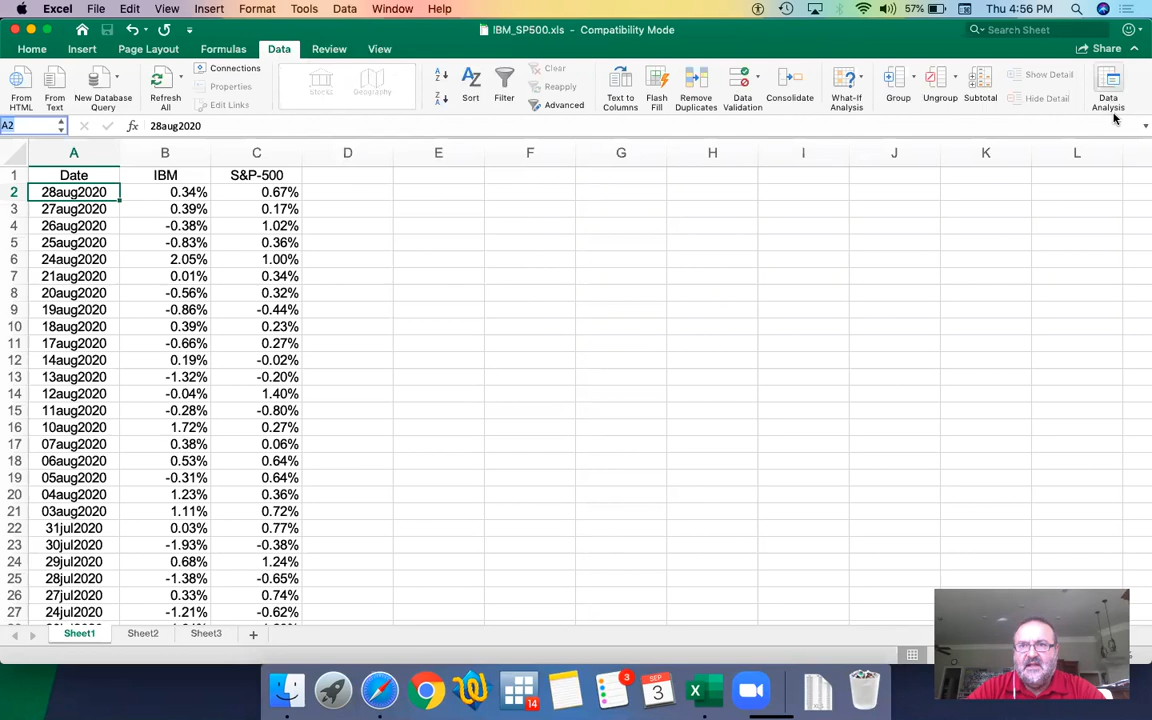 Excel File Edit View Insert Format Tools Data Window Help 57% Thu 4:56 PM
IBM_SP500.xls - Compatibility Mode
Search Sheet
Home Insert Page Layout Formulas Data Review View Share
From HTML
From Text
New Database Query
Refresh All
Connections
Properties
Edit Links
Stocks
Geography
Sort
Filter
Clear
Reapply
Advanced
Text to Columns
Flash Fill
Remove Duplicates
Data Validation
Consolidate
What-If Analysis
Group
Ungroup
Subtotal
Show Detail
Hide Detail
Data Analysis
A2 fx 28aug2020
A B C D E F G H I J K L
1 Date IBM S&P-500
2 28aug2020 0.34% 0.67%
3 27aug2020 0.39% 0.17%
4 26aug2020 -0.38% 1.02%
5 25aug2020 -0.83% 0.36%
6 24aug2020 2.05% 1.00%
7 21aug2020 0.01% 0.34%
8 20aug2020 -0.56% 0.32%
9 19aug2020 -0.86% -0.44%
10 18aug2020 0.39% 0.23%
11 17aug2020 -0.66% 0.27%
12 14aug2020 0.19% -0.02%
13 13aug2020 -1.32% -0.20%
14 12aug2020 -0.04% 1.40%
15 11aug2020 -0.28% -0.80%
16 10aug2020 1.72% 0.27%
17 07aug2020 0.38% 0.06%
18 06aug2020 0.53% 0.64%
19 05aug2020 -0.31% 0.64%
20 04aug2020 1.23% 0.36%
21 03aug2020 1.11% 0.72%
22 31jul2020 0.03% 0.77%
23 30jul2020 -1.93% -0.38%
24 29jul2020 0.68% 1.24%
25 28jul2020 -1.38% -0.65%
26 27jul2020 0.33% 0.74%
27 24jul2020 -1.21% -0.62%
Sheet1 Sheet2 Sheet3
14
3
SEP
3